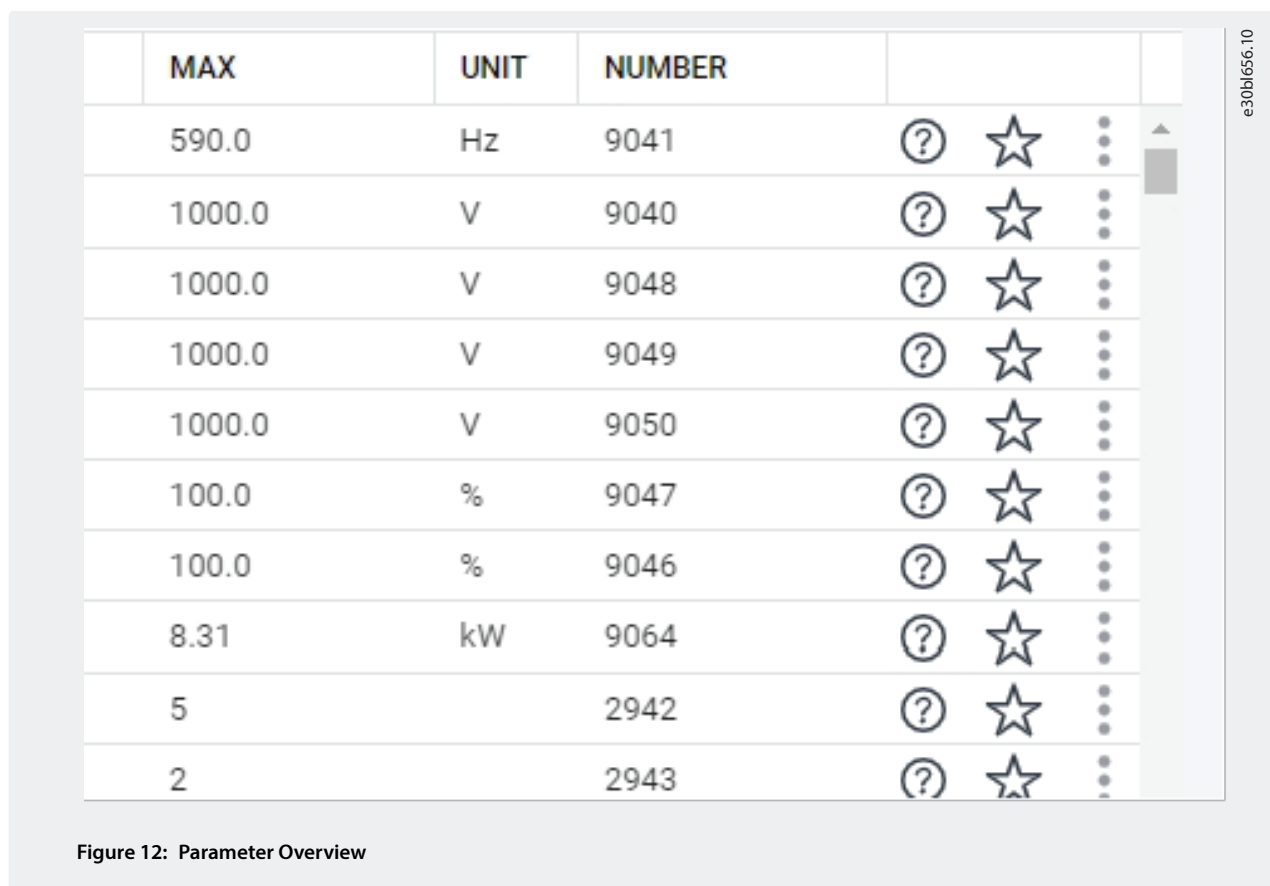 MAX UNIT NUMBER
590.0 Hz 9041
1000.0 V 9040
1000.0 V 9048
1000.0 V 9049
1000.0 V 9050
100.0 % 9047
100.0 % 9046
8.31 kW 9064
5 2942
2 2943
e30bl656.10
Figure 12: Parameter Overview